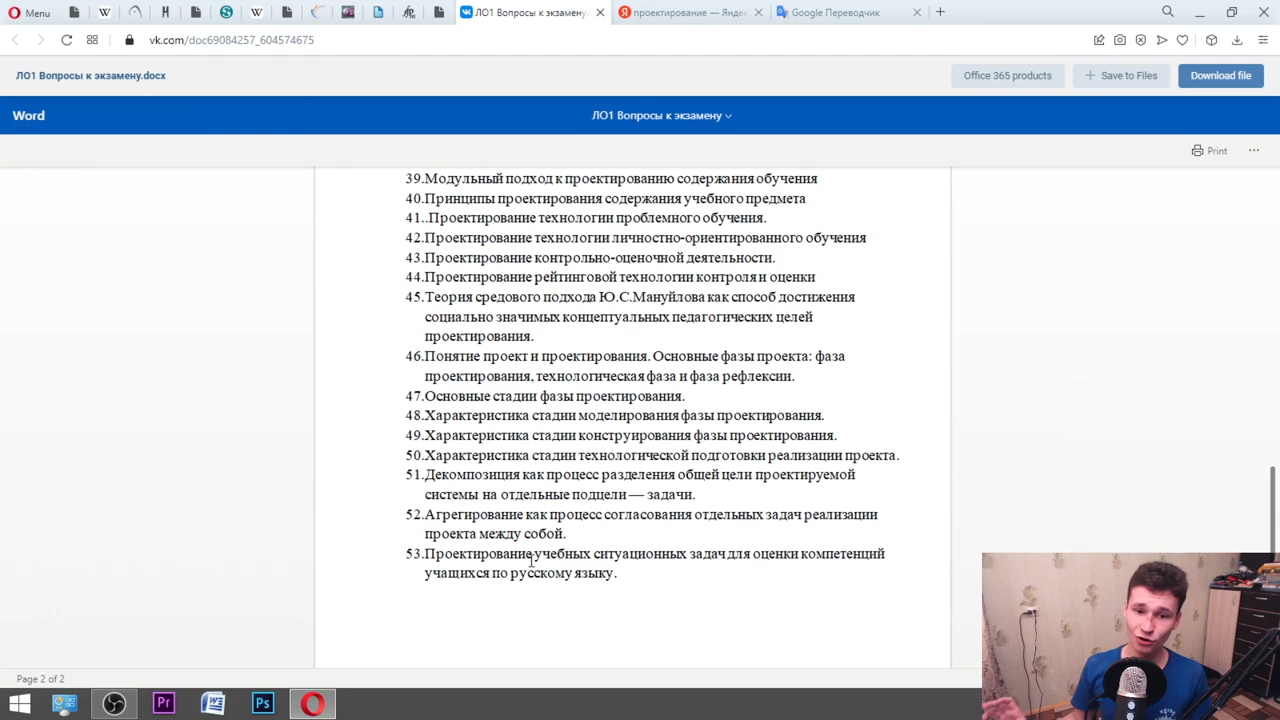 Menu
ЛО1 Вопросы к экзамену.
проектирование — Янде
Google Переводчик
vk.com/doc69084257_604574675
ЛО1 Вопросы к экзамену.docx
Office 365 products
Save to Files
Download file
Word
ЛО1 Вопросы к экзамену
Print
39.Модульный подход к проектированию содержания обучения
40.Принципы проектирования содержания учебного предмета
41..Проектирование технологии проблемного обучения.
42.Проектирование технологии личностно-ориентированного обучения
43.Проектирование контрольно-оценочной деятельности.
44.Проектирование рейтинговой технологии контроля и оценки
45.Теория средового подхода Ю.С.Мануйлова как способ достижения
социально значимых концептуальных педагогических целей
проектирования.
46.Понятие проект и проектирования. Основные фазы проекта: фаза
проектирования, технологическая фаза и фаза рефлексии.
47.Основные стадии фазы проектирования.
48.Характеристика стадии моделирования фазы проектирования.
49.Характеристика стадии конструирования фазы проектирования.
50.Характеристика стадии технологической подготовки реализации проекта.
51.Декомпозиция как процесс разделения общей цели проектируемой
системы на отдельные подцели — задачи.
52.Агрегирование как процесс согласования отдельных задач реализации
проекта между собой.
53.Проектирование учебных ситуационных задач для оценки компетенций
учащихся по русскому языку.
Page 2 of 2